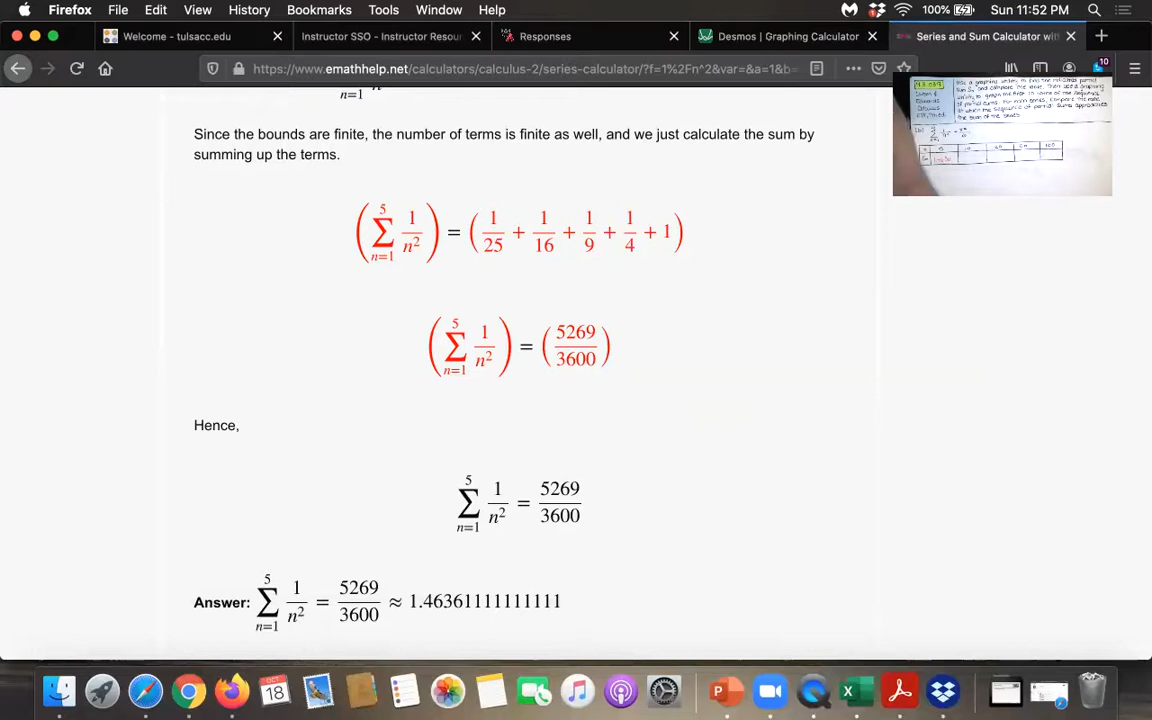 Firefox File Edit View History Bookmarks Tools Window Help 100% Sun 11:52 PM
Welcome - tulsacc.edu Instructor SSO - Instructor Resour Responses Desmos | Graphing Calculator Series and Sum Calculator wit
https://www.emathhelp.net/calculators/calculus-2/series-calculator/?f=1%2Fn^2&var=&a=1&b= 10
n=1
Since the bounds are finite, the number of terms is finite as well, and we just calculate the sum by
summing up the terms.
(∑_{n=1}^{5} 1/n²) = (1/25 + 1/16 + 1/9 + 1/4 + 1)
(∑_{n=1}^{5} 1/n²) = (5269/3600)
Hence,
∑_{n=1}^{5} 1/n² = 5269/3600
Answer: ∑_{n=1}^{5} 1/n² = 5269/3600 ≈ 1.46361111111111
OCT
18